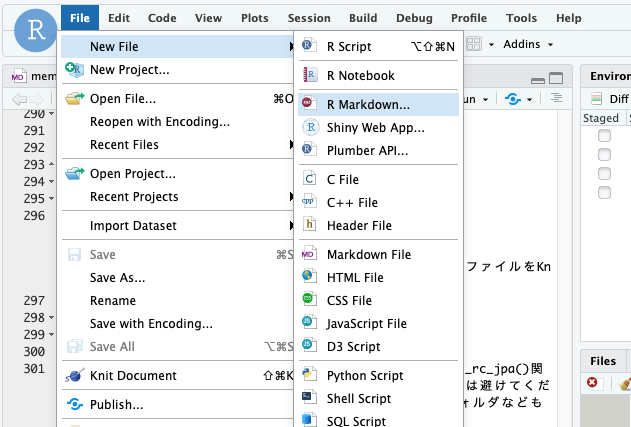 R
File Edit Code View Plots Session Build Debug Profile Tools Help
New File
New Project...
Open File... ⌘O
Reopen with Encoding...
Recent Files
Open Project...
Recent Projects
Import Dataset
Save ⌘S
Save As...
Rename
Save with Encoding...
Save All ⌥⌘S
Knit Document ⇧⌘K
Publish...
R Script ⌥⇧⌘N
R Notebook
R Markdown...
Shiny Web App...
Plumber API...
C File
C++ File
Header File
Markdown File
HTML File
CSS File
JavaScript File
D3 Script
Python Script
Shell Script
SQL Script
Addins
mem
290
291
292
293
294
295
296
297
298
299
300
301
un
ファイルをKn
_rc_jpa()関
は避けてくだ
ォルダなども
Environ
Diff
Staged S
Files